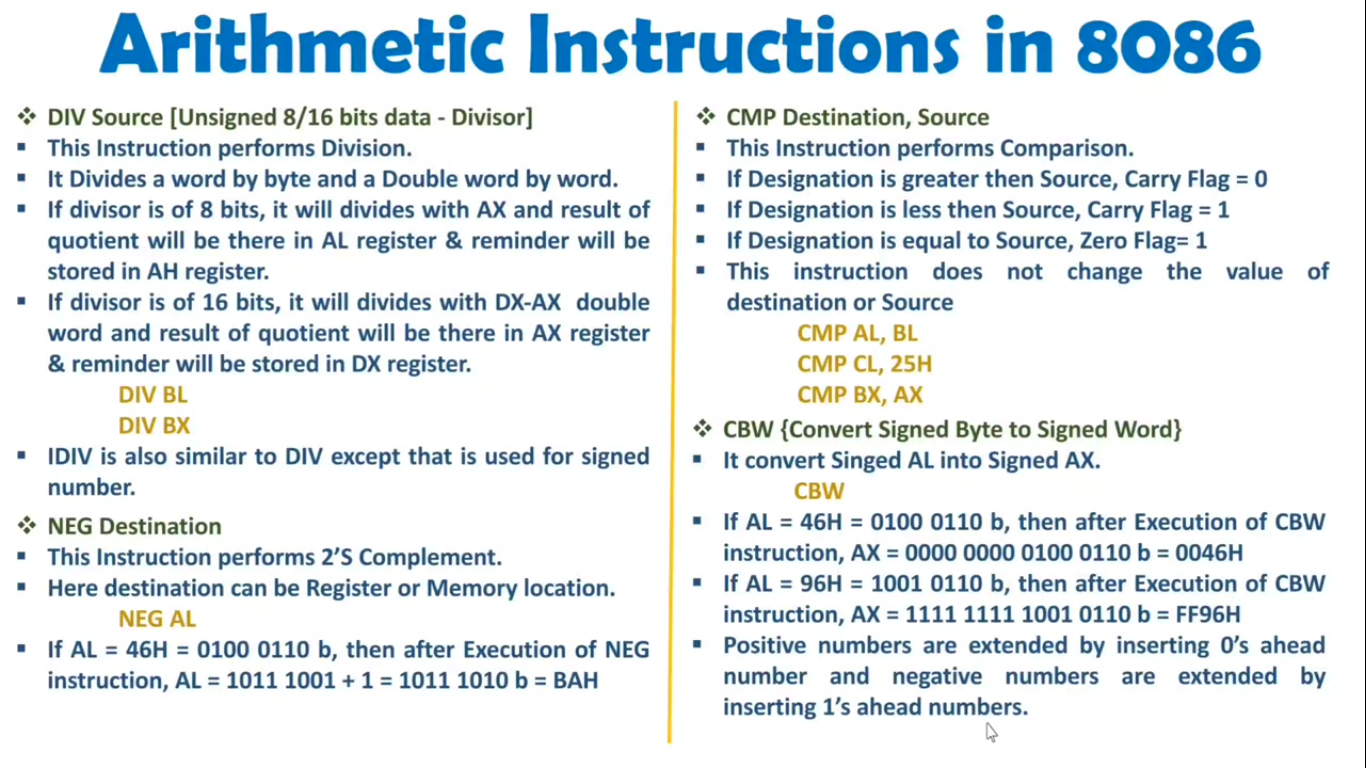 Arithmetic Instructions in 8086
❖ DIV Source [Unsigned 8/16 bits data - Divisor]
▪ This Instruction performs Division.
▪ It Divides a word by byte and a Double word by word.
▪ If divisor is of 8 bits, it will divides with AX and result of
quotient will be there in AL register & reminder will be
stored in AH register.
▪ If divisor is of 16 bits, it will divides with DX-AX double
word and result of quotient will be there in AX register
& reminder will be stored in DX register.
DIV BL
DIV BX
▪ IDIV is also similar to DIV except that is used for signed
number.
❖ NEG Destination
▪ This Instruction performs 2'S Complement.
▪ Here destination can be Register or Memory location.
NEG AL
▪ If AL = 46H = 0100 0110 b, then after Execution of NEG
instruction, AL = 1011 1001 + 1 = 1011 1010 b = BAH
❖ CMP Destination, Source
▪ This Instruction performs Comparison.
▪ If Designation is greater then Source, Carry Flag = 0
▪ If Designation is less then Source, Carry Flag = 1
▪ If Designation is equal to Source, Zero Flag= 1
▪ This instruction does not change the value of
destination or Source
CMP AL, BL
CMP CL, 25H
CMP BX, AX
❖ CBW {Convert Signed Byte to Signed Word}
▪ It convert Singed AL into Signed AX.
CBW
▪ If AL = 46H = 0100 0110 b, then after Execution of CBW
instruction, AX = 0000 0000 0100 0110 b = 0046H
▪ If AL = 96H = 1001 0110 b, then after Execution of CBW
instruction, AX = 1111 1111 1001 0110 b = FF96H
▪ Positive numbers are extended by inserting 0's ahead
number and negative numbers are extended by
inserting 1's ahead numbers.